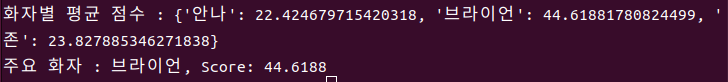 화자별 평균 점수 : {'안나': 22.424679715420318, '브라이언': 44.61881780824499, '
존': 23.827885346271838}
주요 화자 : 브라이언, Score: 44.6188